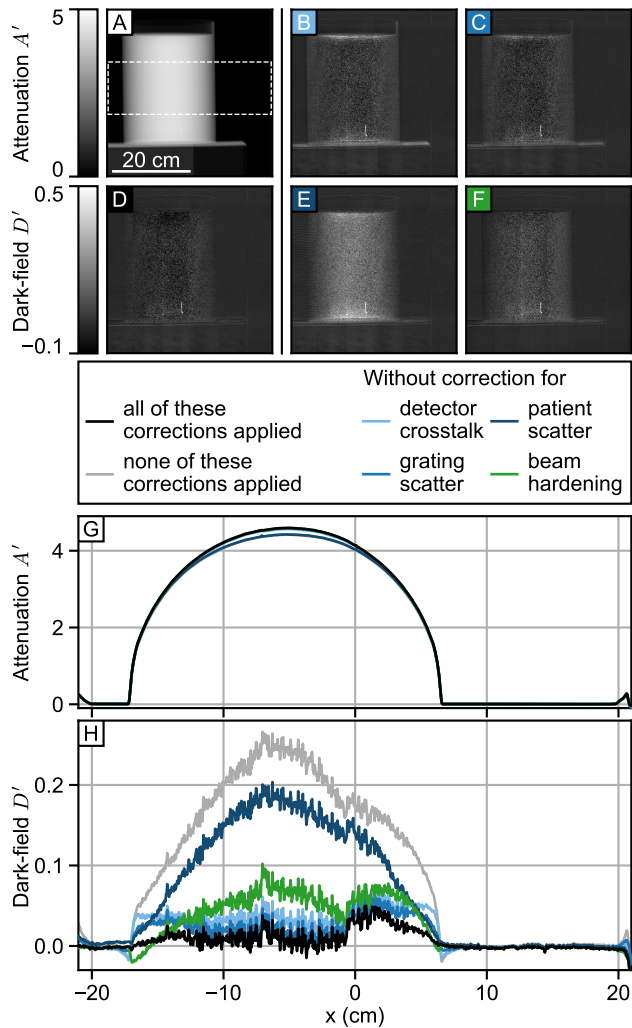 5
0
Attenuation A′
A
20 cm
B
C
0.5
−0.1
Dark-field D′
D
E
F
all of these
corrections applied
none of these
corrections applied
Without correction for
detector
crosstalk
patient
scatter
grating
scatter
beam
hardening
G
Attenuation A′
4
2
0
H
Dark-field D′
0.2
0.1
0.0
−20 −10 0 10 20
x (cm)